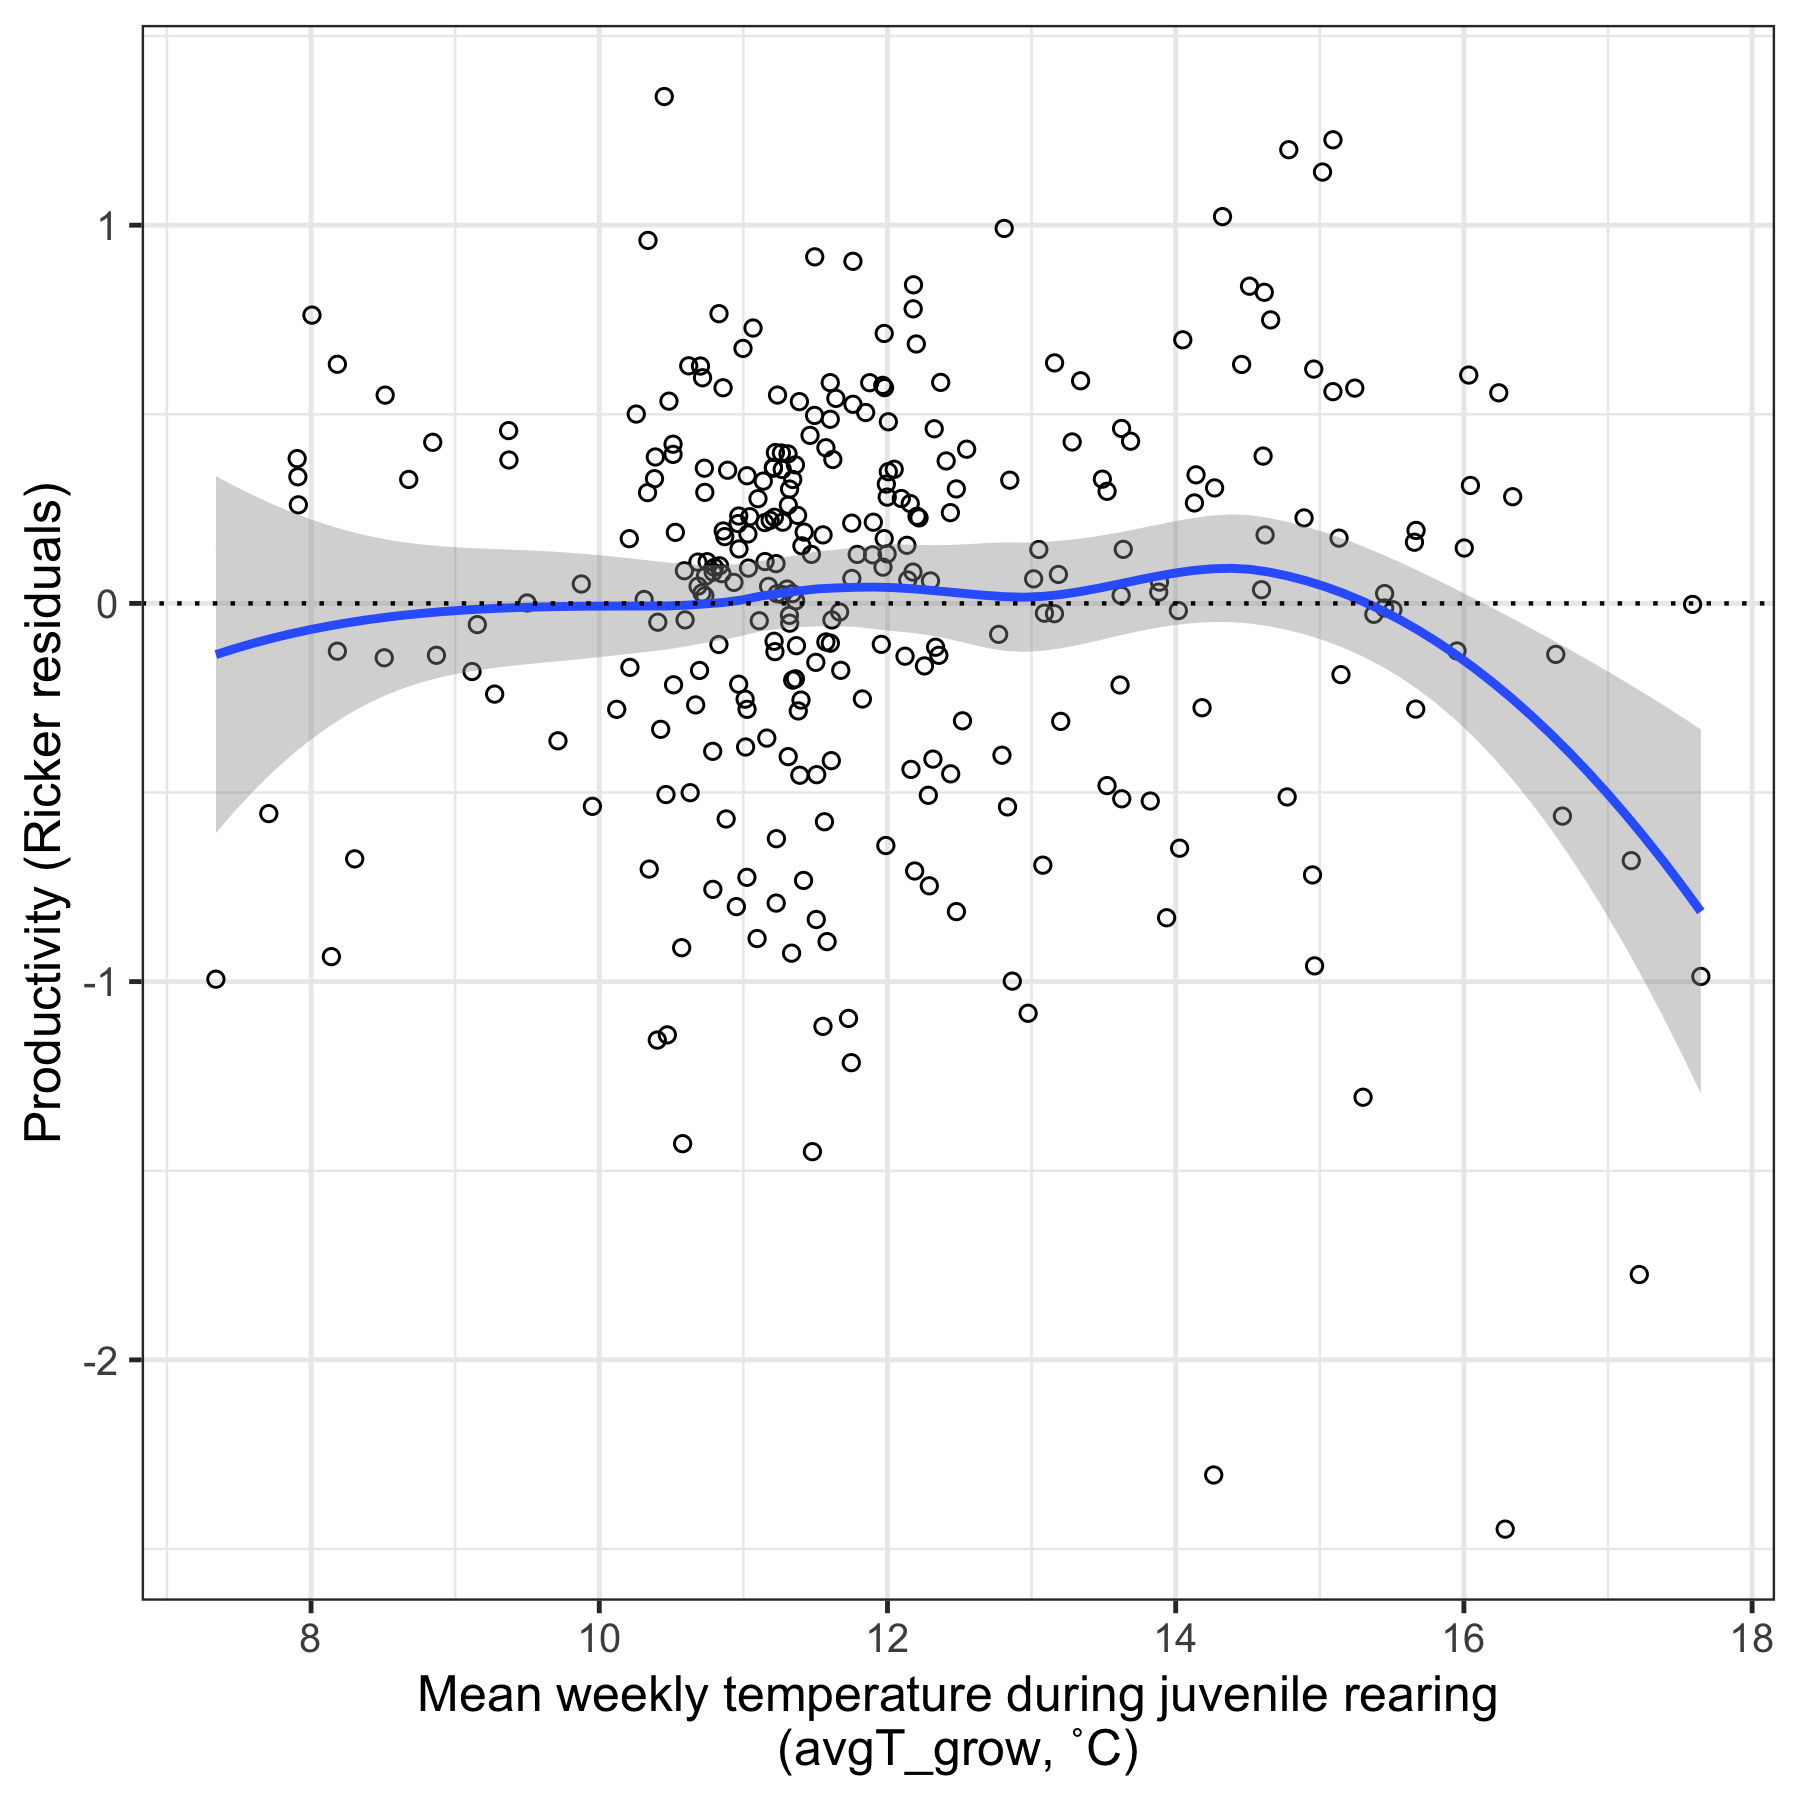 Productivity (Ricker residuals)
1
0
-1
-2
8 10 12 14 16 18
Mean weekly temperature during juvenile rearing
(avgT_grow, ˚C)